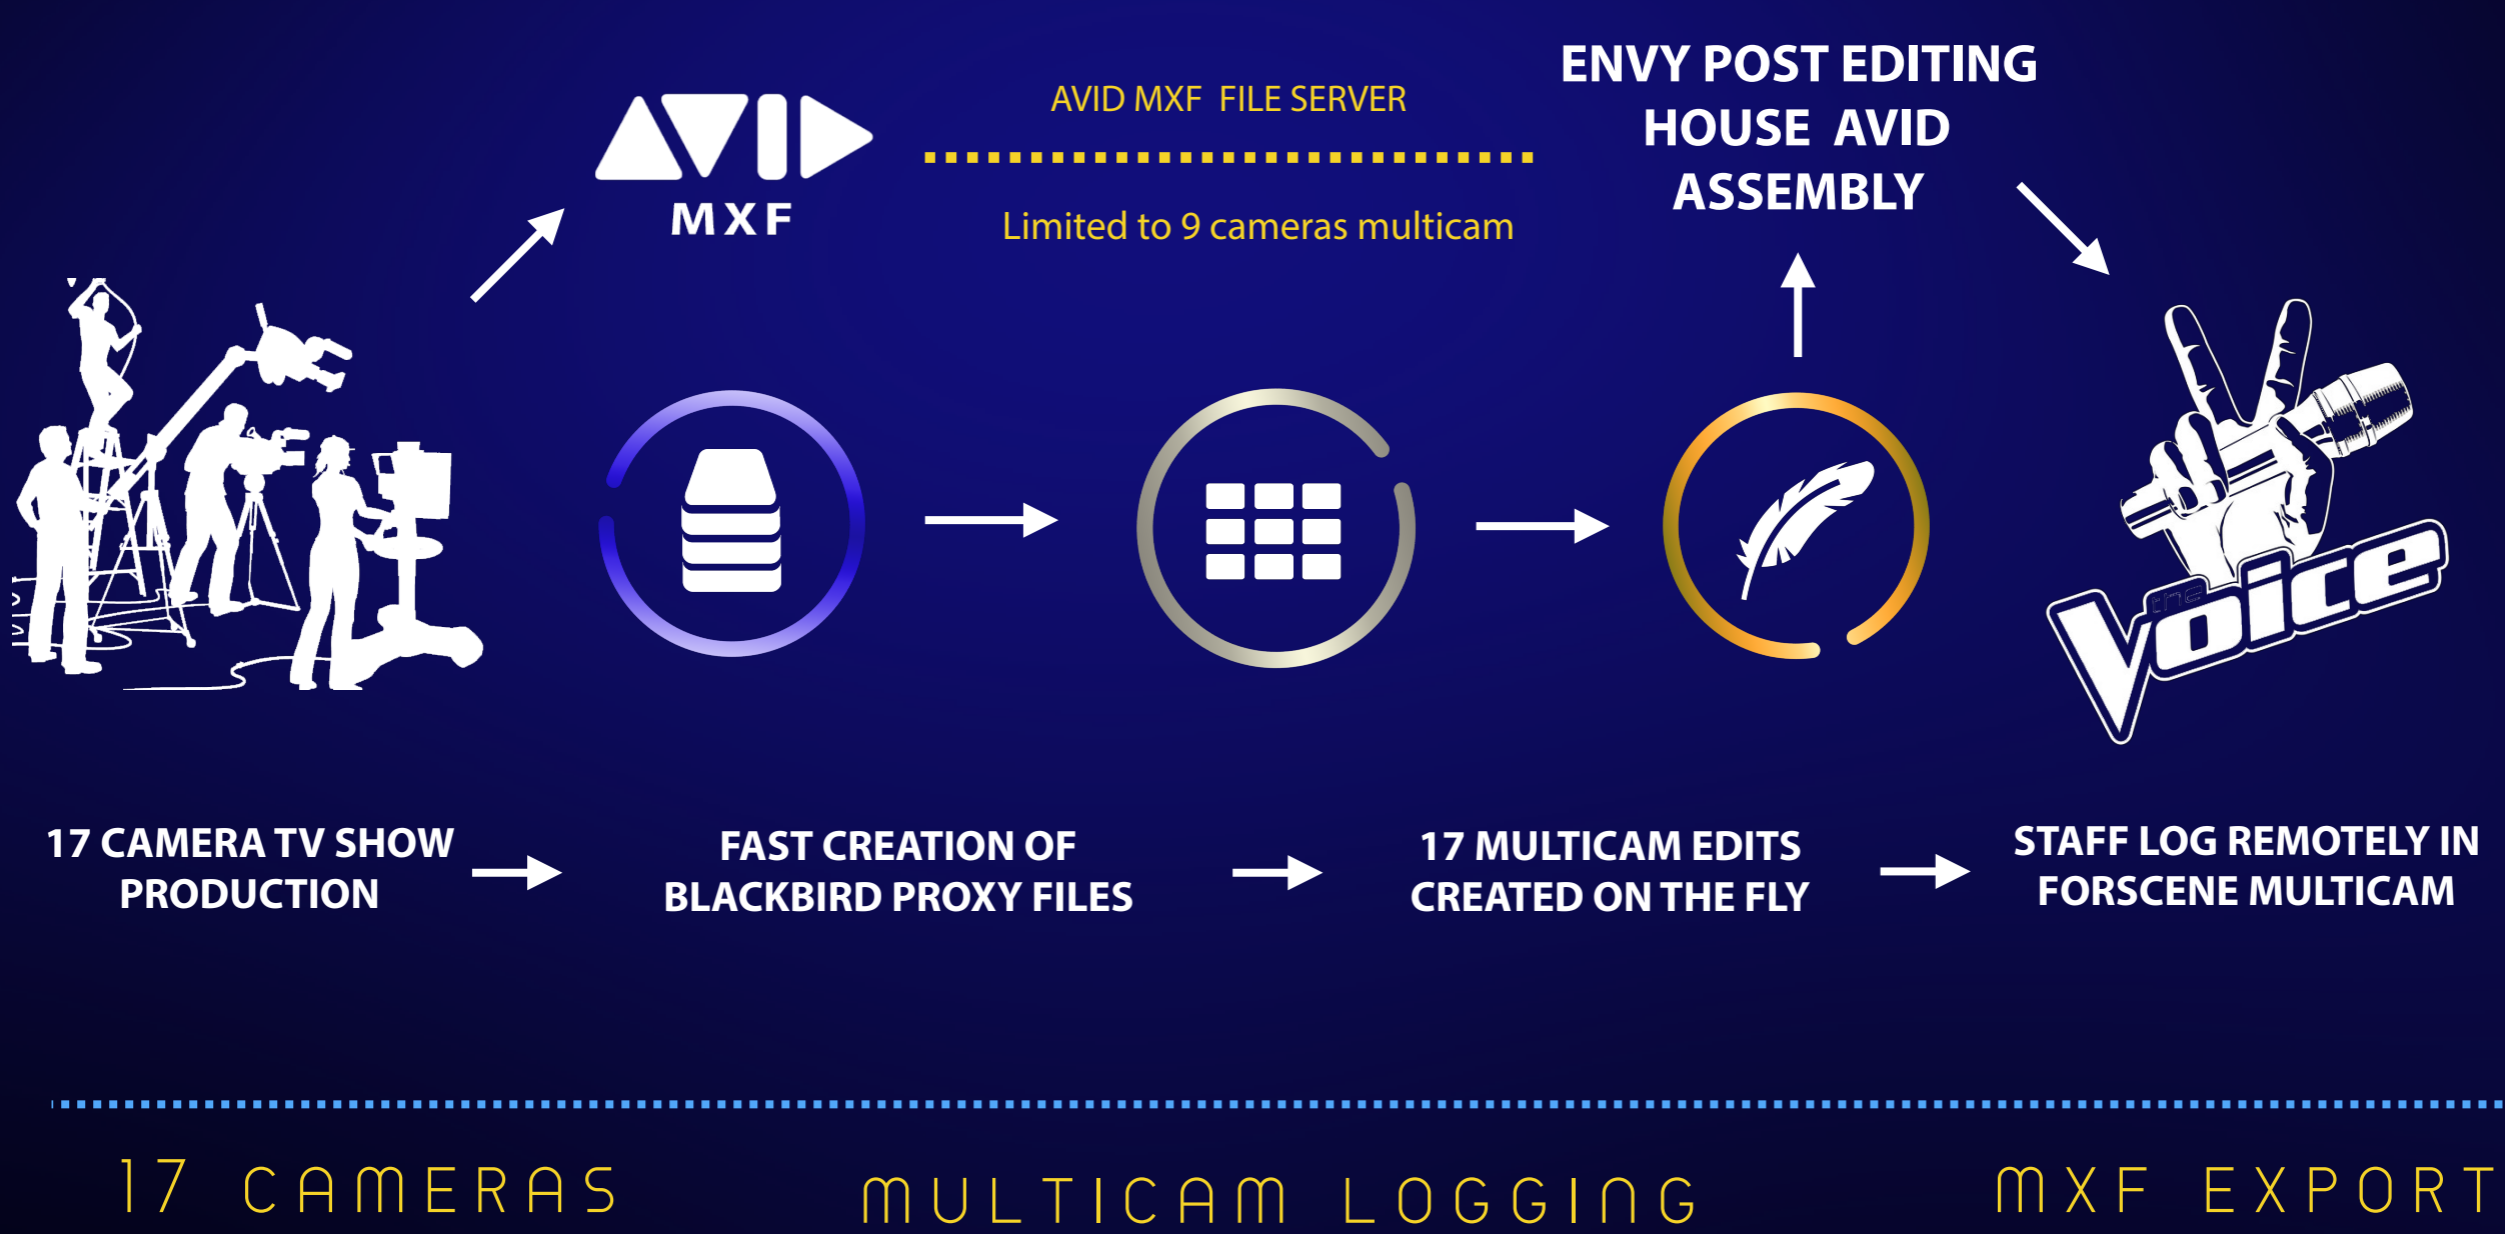 AVID
MXF
AVID MXF FILE SERVER
Limited to 9 cameras multicam
ENVY POST EDITING
HOUSE AVID
ASSEMBLY
the
Voice
17 CAMERA TV SHOW
PRODUCTION
FAST CREATION OF
BLACKBIRD PROXY FILES
17 MULTICAM EDITS
CREATED ON THE FLY
STAFF LOG REMOTELY IN
FORSCENE MULTICAM
17 CAMERAS
MULTICAM LOGGING
MXF EXPORT